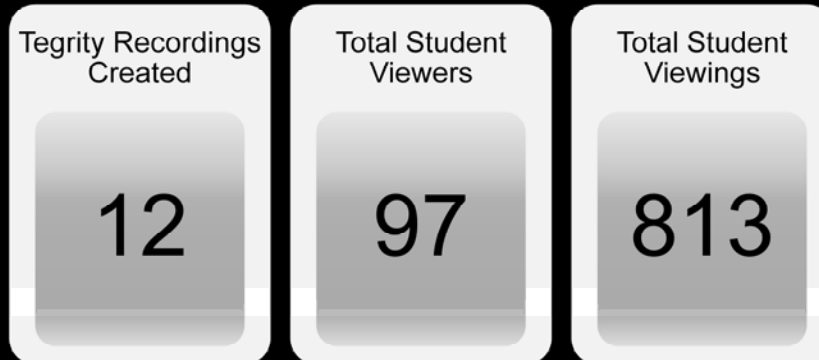 Tegrity Recordings
Created
12
Total Student
Viewers
97
Total Student
Viewings
813